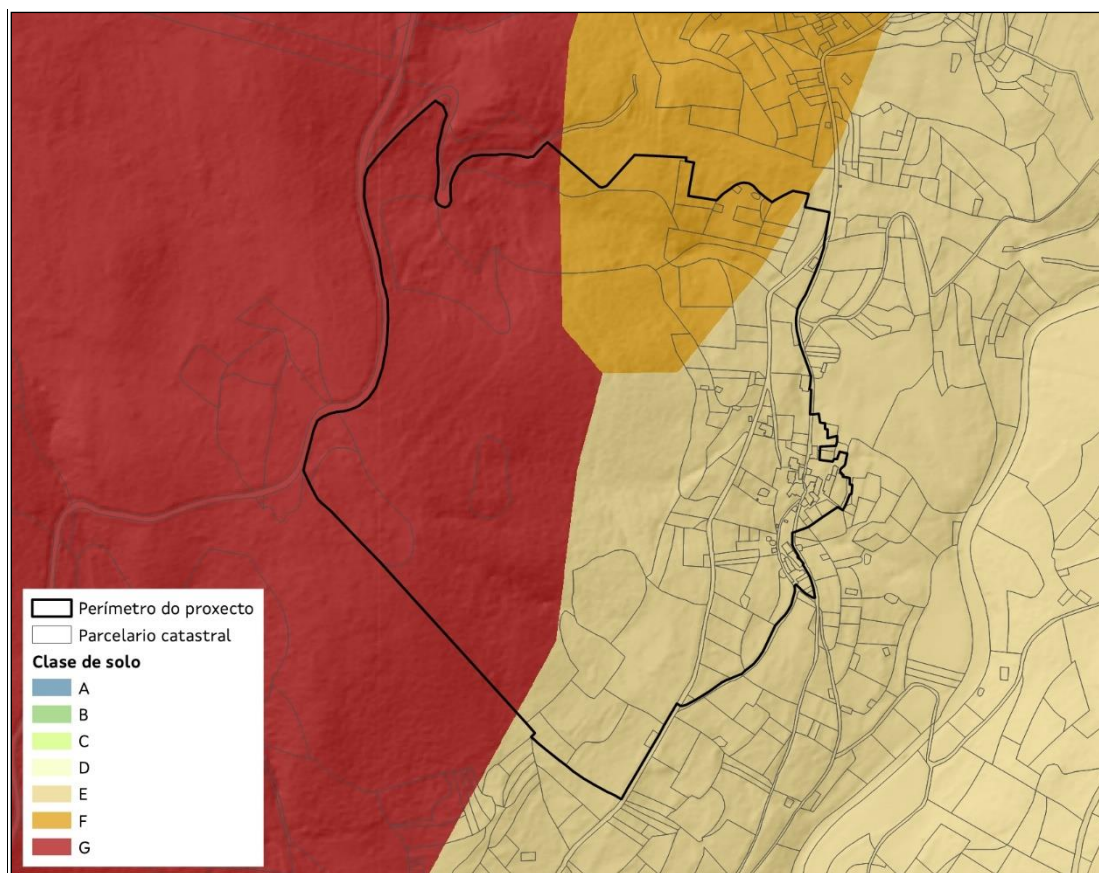 Perímetro do proxecto
Parcelario catastral
Clase de solo
A
B
C
D
E
F
G